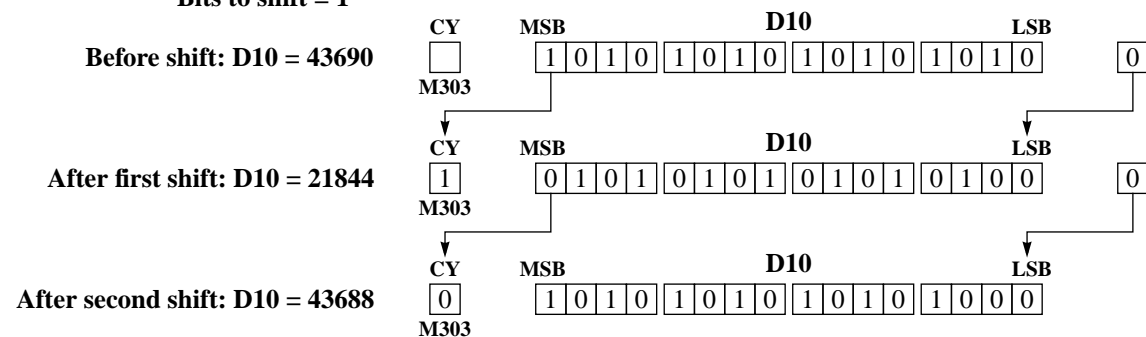 Bits to shift = 1
CY MSB D10 LSB
Before shift: D10 = 43690 1 0 1 0 1 0 1 0 1 0 1 0 1 0 1 0 0
M303
CY MSB D10 LSB
After first shift: D10 = 21844 1 0 1 0 1 0 1 0 1 0 1 0 1 0 1 0 0 0
M303
CY MSB D10 LSB
After second shift: D10 = 43688 0 1 0 1 0 1 0 1 0 1 0 1 0 1 0 0 0
M303